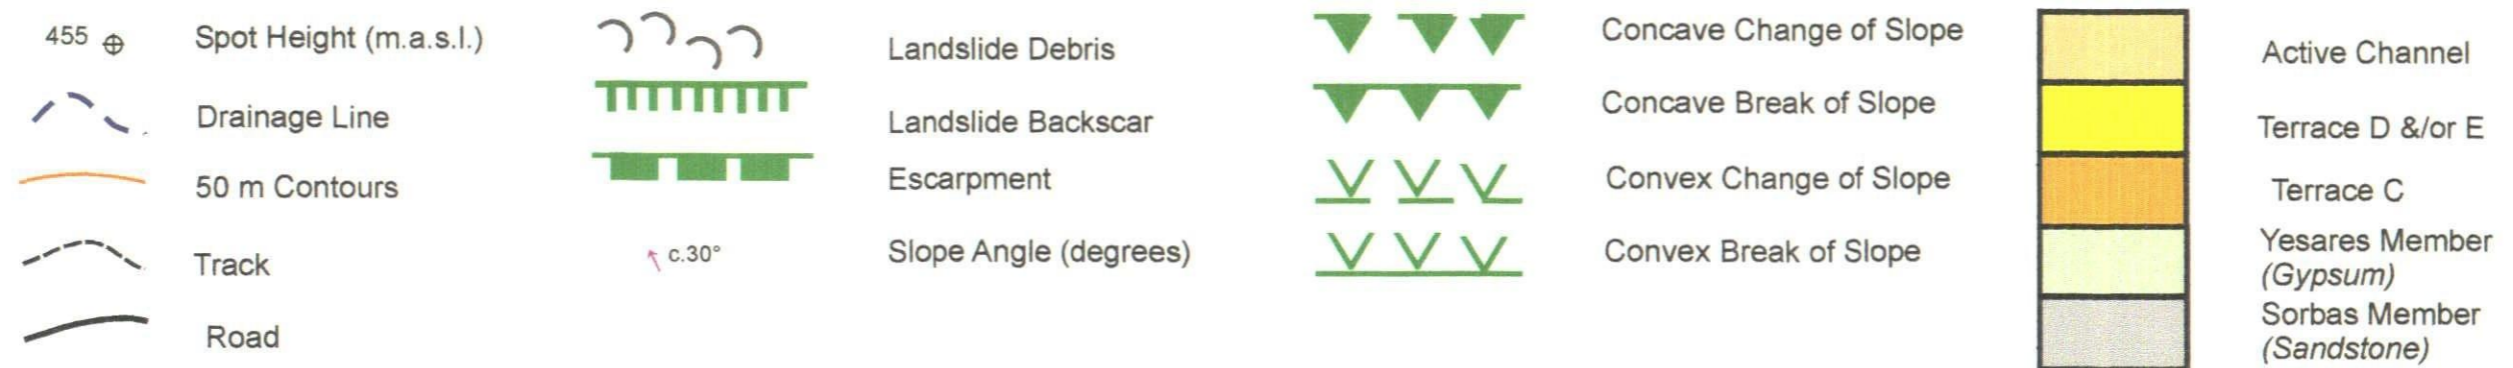 455
Spot Height (m.a.s.l.)
Drainage Line
50 m Contours
Track
Road
Landslide Debris
Landslide Backscar
Escarpment
c.30°
Slope Angle (degrees)
Concave Change of Slope
Concave Break of Slope
Convex Change of Slope
Convex Break of Slope
Active Channel
Terrace D &/or E
Terrace C
Yesares Member
(Gypsum)
Sorbas Member
(Sandstone)